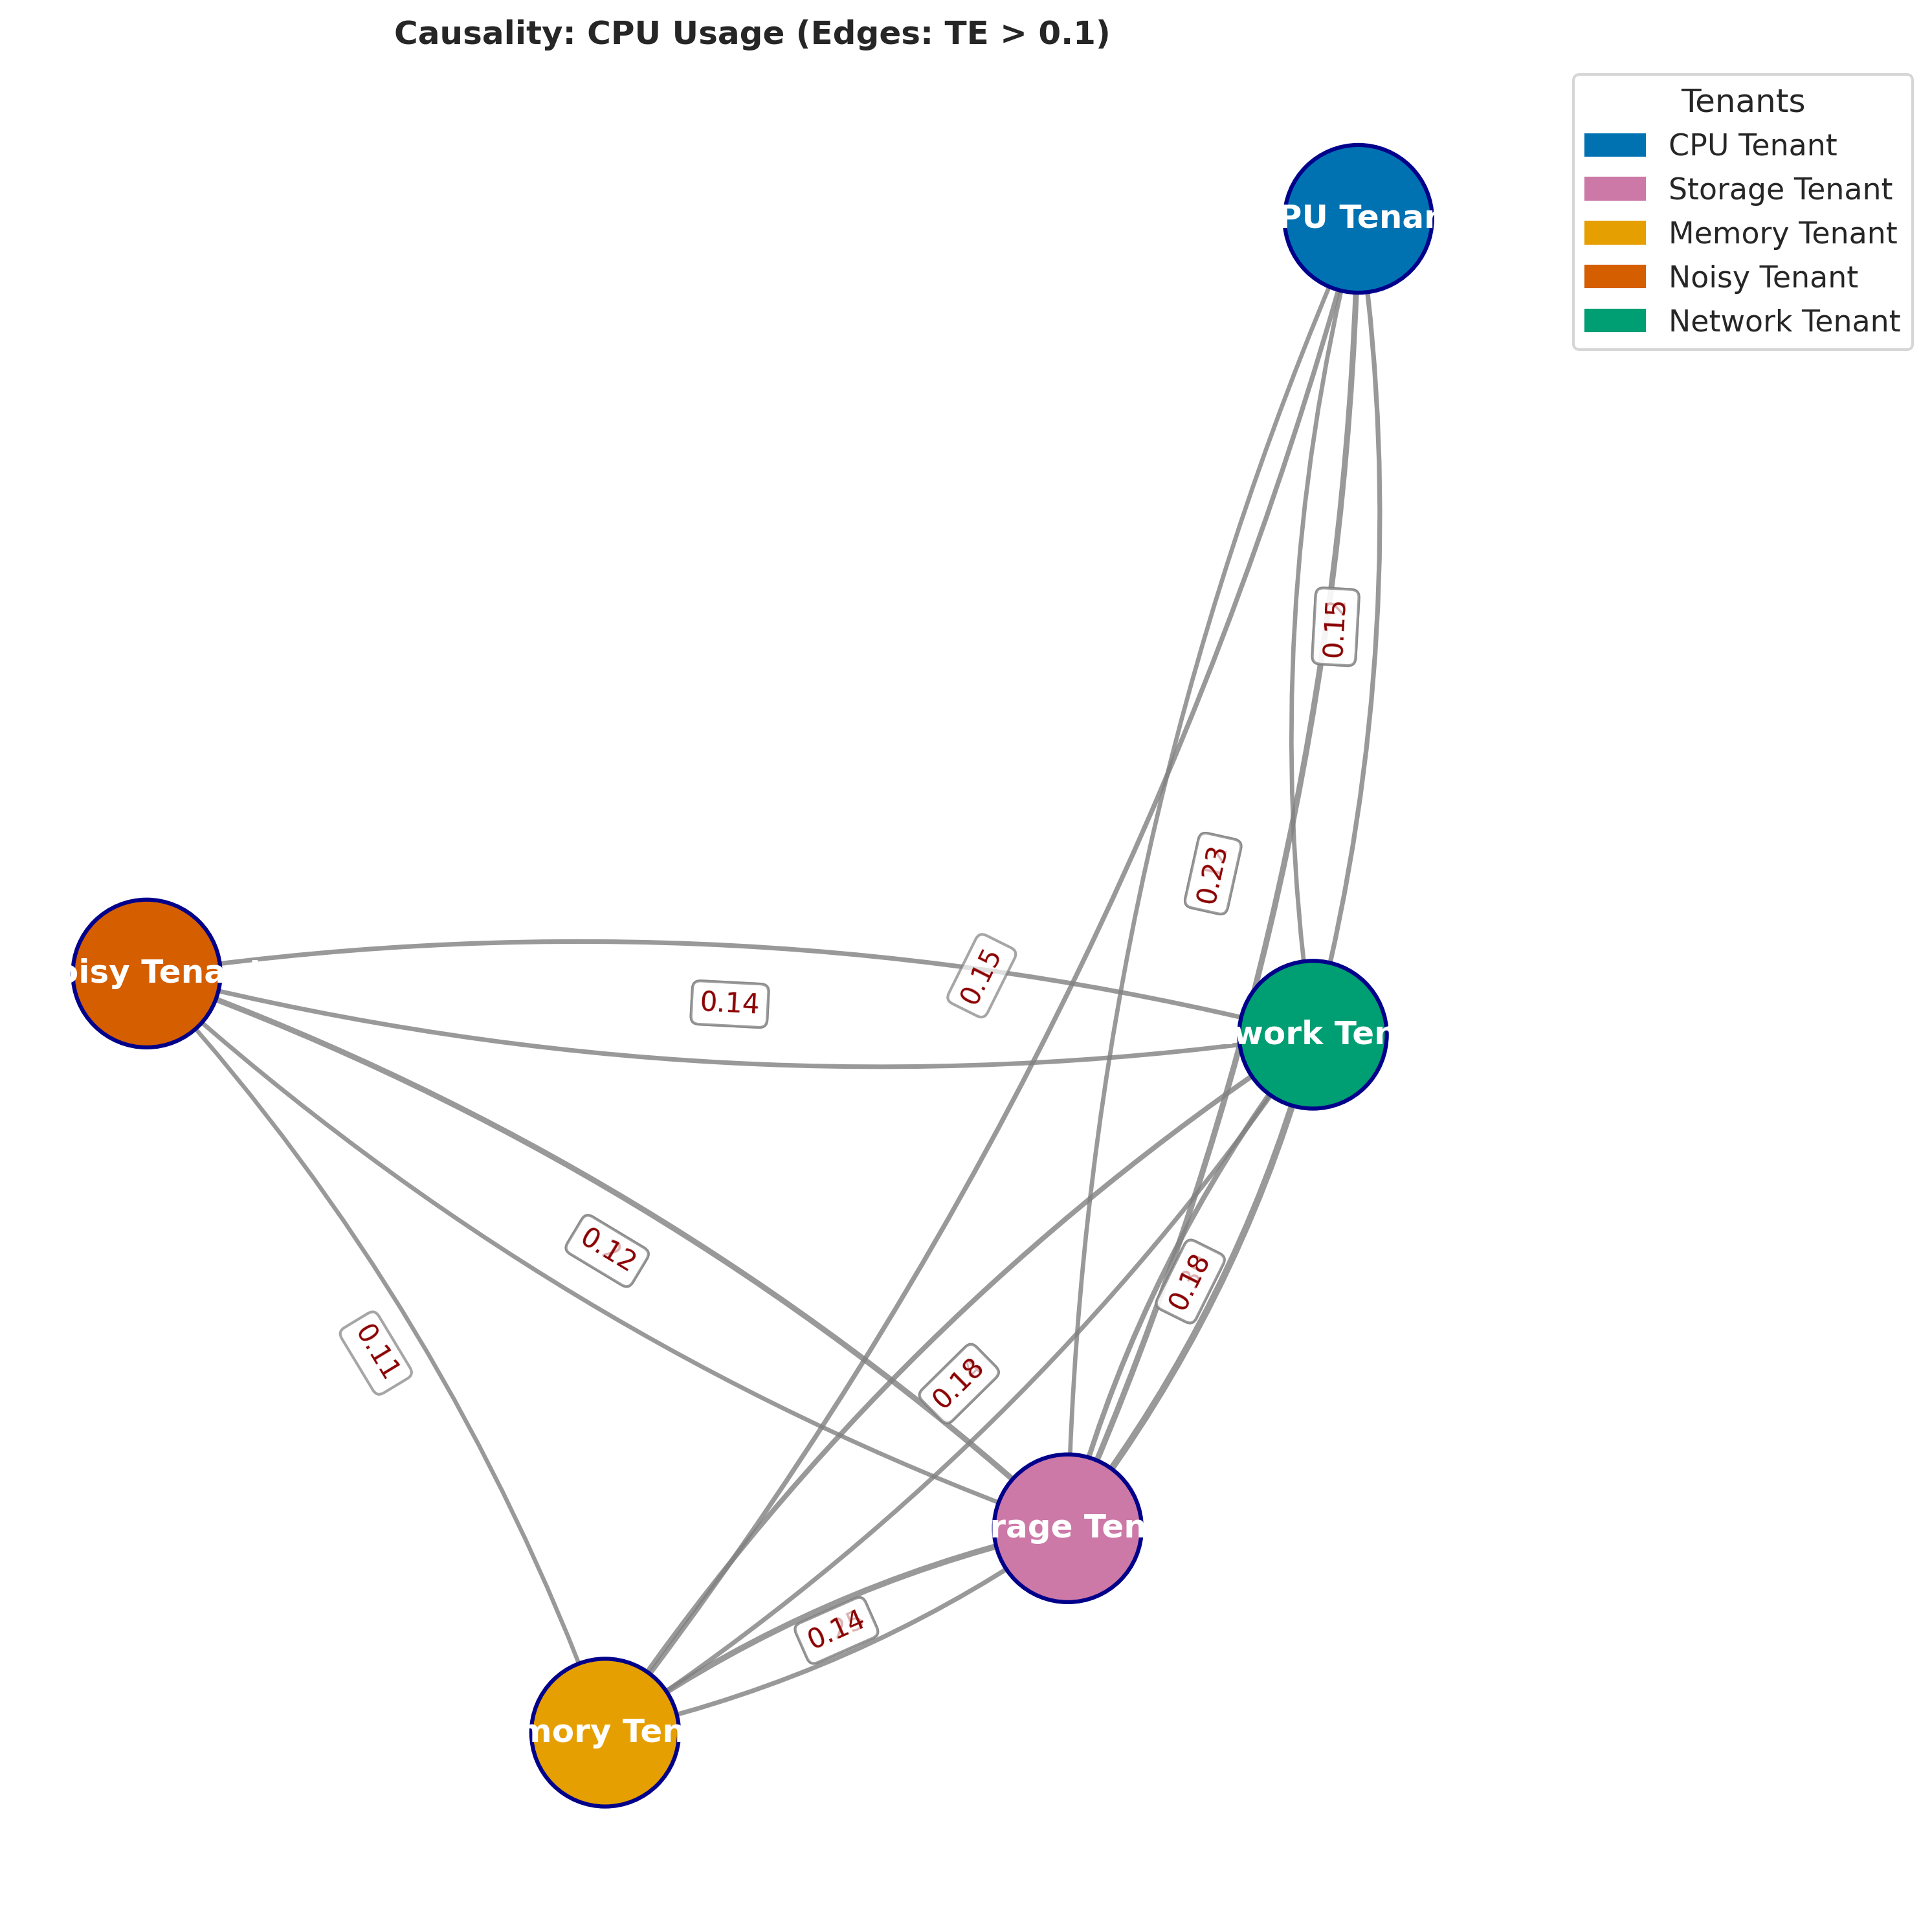 Causality: CPU Usage (Edges: TE > 0.1)
Tenants
CPU Tenant
Storage Tenant
Memory Tenant
Noisy Tenant
Network Tenant
PU Tenan
0.15
0.23
0.15
oisy Tena
0.14
work Ten
0.12
0.18
0.11
0.18
rage Ten
0.14
mory Ten